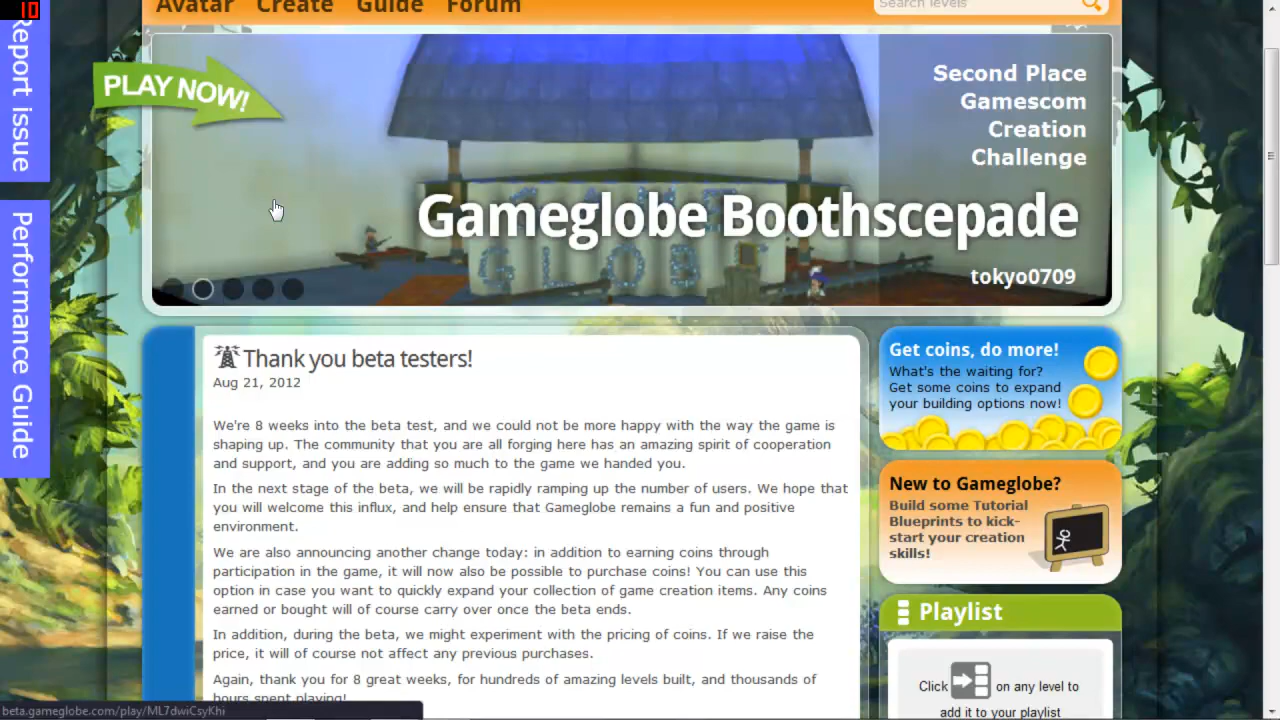 10
Avatar Create Guide Forum
Search levels
Report issue
Performance Guide
PLAY NOW!
Second Place
Gamescom
Creation
Challenge
GAME
GLOBE
Gameglobe Boothscepade
tokyo0709
Thank you beta testers!
Aug 21, 2012
We're 8 weeks into the beta test, and we could not be more happy with the way the game is
shaping up. The community that you are all forging here has an amazing spirit of cooperation
and support, and you are adding so much to the game we handed you.
In the next stage of the beta, we will be rapidly ramping up the number of users. We hope that
you will welcome this influx, and help ensure that Gameglobe remains a fun and positive
environment.
We are also announcing another change today: in addition to earning coins through
participation in the game, it will now also be possible to purchase coins! You can use this
option in case you want to quickly expand your collection of game creation items. Any coins
earned or bought will of course carry over once the beta ends.
In addition, during the beta, we might experiment with the pricing of coins. If we raise the
price, it will of course not affect any previous purchases.
Again, thank you for 8 great weeks, for hundreds of amazing levels built, and thousands of
hours spent playing!
Get coins, do more!
What's the waiting for?
Get some coins to expand
your building options now!
New to Gameglobe?
Build some Tutorial
Blueprints to kick-
start your creation
skills!
Playlist
Click on any level to
add it to your playlist
beta.gameglobe.com/play/ML7dwiCsyKhi